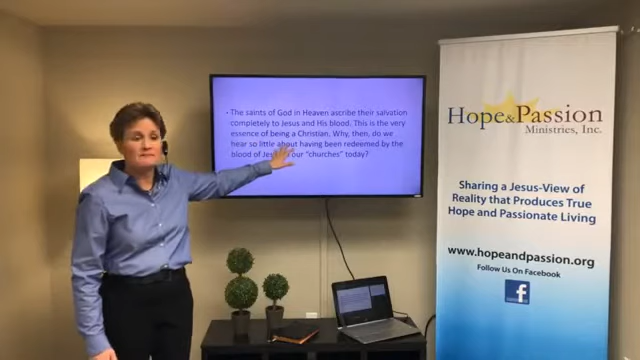 • The saints of God in Heaven ascribe their salvation
completely to Jesus and His blood. This is the very
essence of being a Christian. Why, then, do we
hear so little about having been redeemed by the
blood of our "churches" today?
Hope&Passion
Ministries, Inc.
Sharing a Jesus-View of
Reality that Produces True
Hope and Passionate Living
www.hopeandpassion.org
Follow Us On Facebook
f